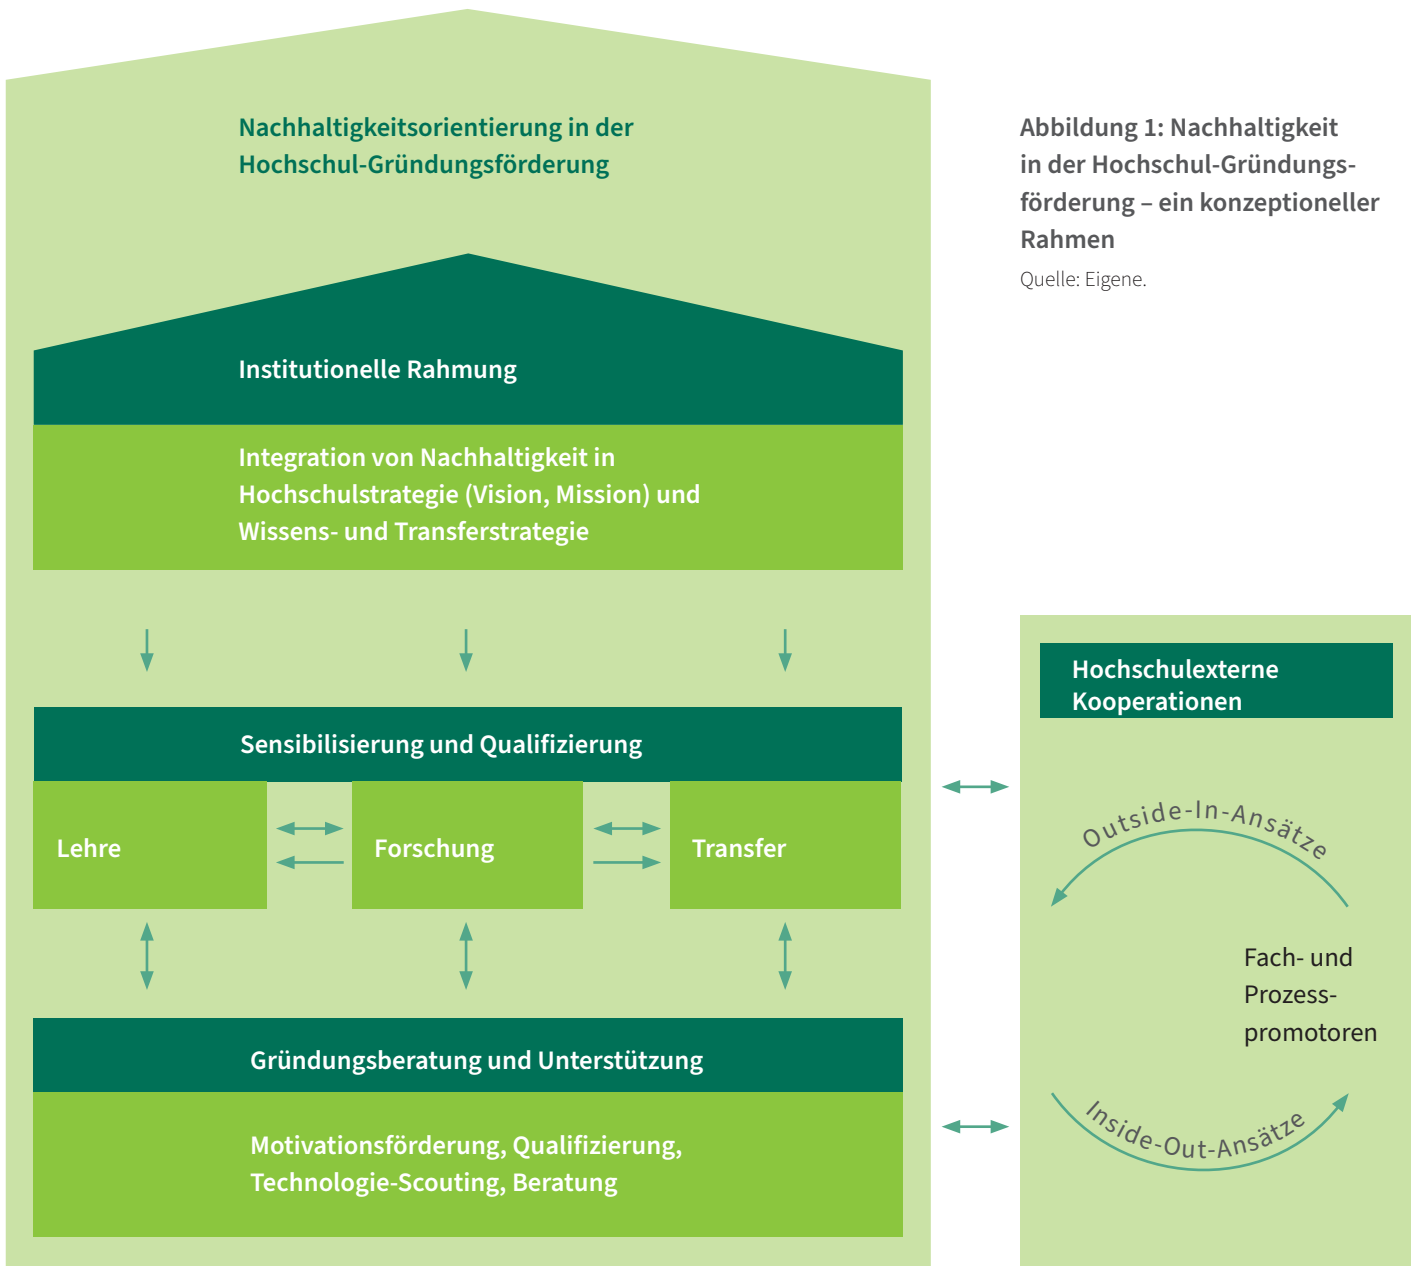 Nachhaltigkeitsorientierung in der
Hochschul-Gründungsförderung
Abbildung 1: Nachhaltigkeit
in der Hochschul-Gründungs-
förderung – ein konzeptioneller
Rahmen
Quelle: Eigene.
Institutionelle Rahmung
Integration von Nachhaltigkeit in
Hochschulstrategie (Vision, Mission) und
Wissens- und Transferstrategie
Sensibilisierung und Qualifizierung
Lehre
Forschung
Transfer
Gründungsberatung und Unterstützung
Motivationsförderung, Qualifizierung,
Technologie-Scouting, Beratung
Hochschulexterne
Kooperationen
Outside-In-Ansätze
Fach- und
Prozess-
promotoren
Inside-Out-Ansätze